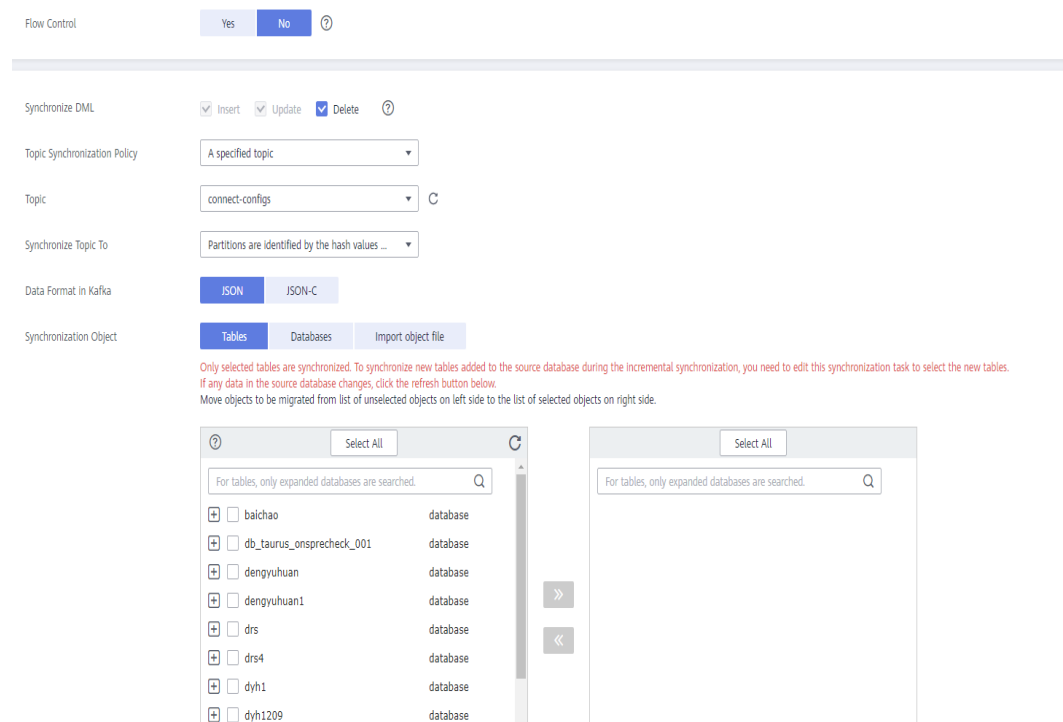 Flow Control Yes No ?
Synchronize DML Insert Update Delete ?
Topic Synchronization Policy A specified topic
Topic connect-configs
Synchronize Topic To Partitions are identified by the hash values ...
Data Format in Kafka JSON JSON-C
Synchronization Object Tables Databases Import object file
Only selected tables are synchronized. To synchronize new tables added to the source database during the incremental synchronization, you need to edit this synchronization task to select the new tables.
If any data in the source database changes, click the refresh button below.
Move objects to be migrated from list of unselected objects on left side to the list of selected objects on right side.
? Select All
For tables, only expanded databases are searched.
baichao database
db_taurus_onsprecheck_001 database
dengyuhuan database
dengyuhuan1 database
drs database
drs4 database
dyh1 database
dyh1209 database
»
«
Select All
For tables, only expanded databases are searched.